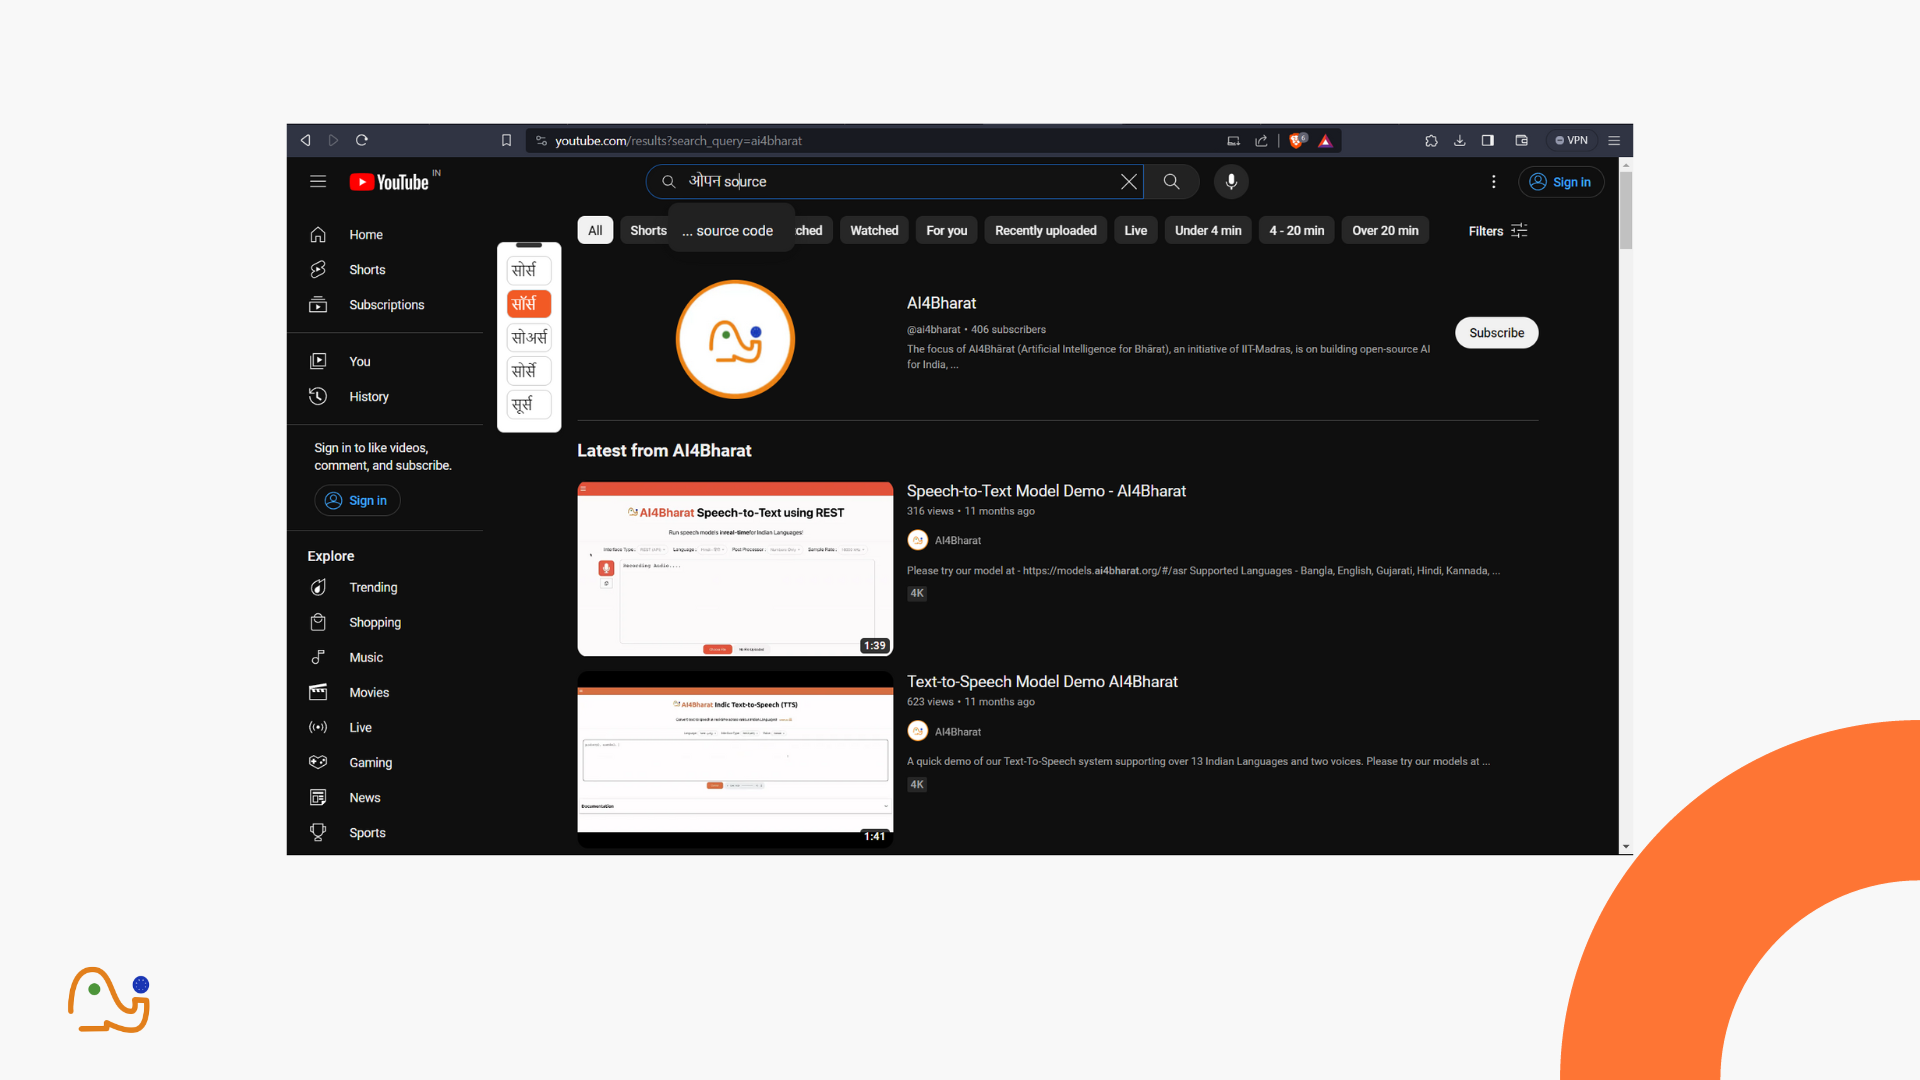 youtube.com/results?search_query=ai4bharat
VPN
YouTube IN
ओपन source
Sign in
... source code
All
Shorts
ched
Watched
For you
Recently uploaded
Live
Under 4 min
4 - 20 min
Over 20 min
Filters
Home
Shorts
Subscriptions
You
History
Sign in to like videos,
comment, and subscribe.
Sign in
Explore
Trending
Shopping
Music
Movies
Live
Gaming
News
Sports
सोर्स
सॉर्स
सोअर्स
सोर्से
सूर्स
AI4Bharat
@ai4bharat • 406 subscribers
The focus of AI4Bhārat (Artificial Intelligence for Bhārat), an initiative of IIT-Madras, is on building open-source AI
for India, ...
Subscribe
Latest from AI4Bharat
AI4Bharat Speech-to-Text using REST
Run speech models in real-time for Indian Languages!
Recording Audio....
1:39
Speech-to-Text Model Demo - AI4Bharat
316 views • 11 months ago
AI4Bharat
Please try our model at - https://models.ai4bharat.org/#/asr Supported Languages - Bangla, English, Gujarati, Hindi, Kannada, ...
4K
AI4Bharat Indic Text-to-Speech (TTS)
Documentation
1:41
Text-to-Speech Model Demo AI4Bharat
623 views • 11 months ago
AI4Bharat
A quick demo of our Text-To-Speech system supporting over 13 Indian Languages and two voices. Please try our models at ...
4K